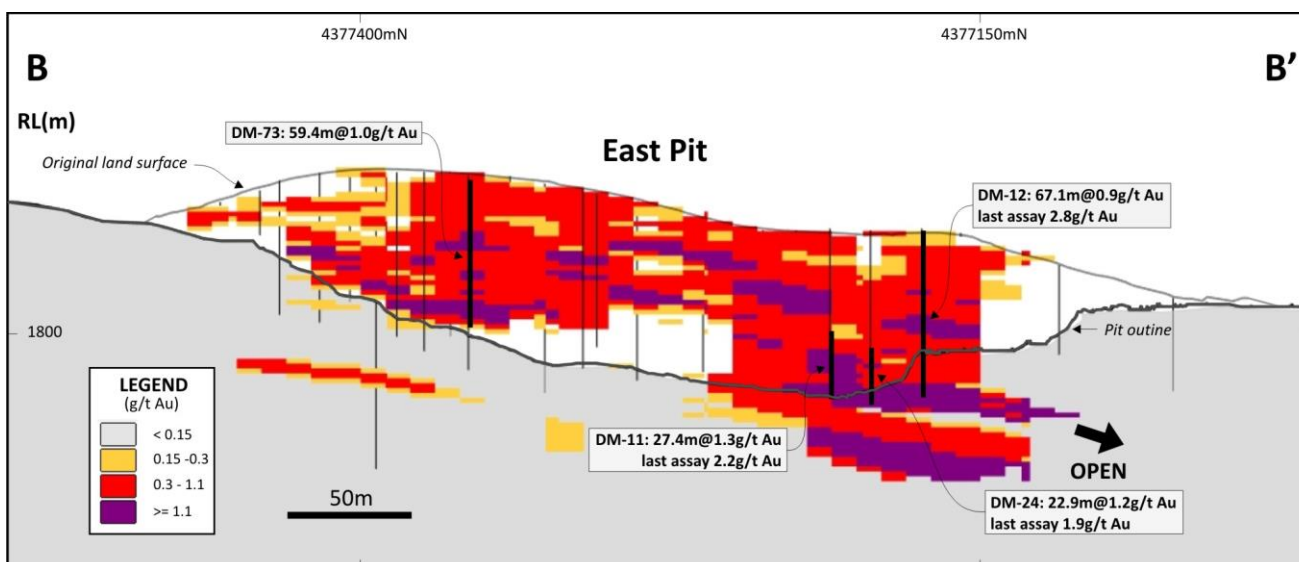 4377400mN
4377150mN
B
B’
RL(m)
DM-73: 59.4m@1.0g/t Au
Original land surface
East Pit
DM-12: 67.1m@0.9g/t Au
last assay 2.8g/t Au
1800
Pit outine
LEGEND
(g/t Au)
< 0.15
0.15 -0.3
0.3 - 1.1
>= 1.1
50m
DM-11: 27.4m@1.3g/t Au
last assay 2.2g/t Au
OPEN
DM-24: 22.9m@1.2g/t Au
last assay 1.9g/t Au